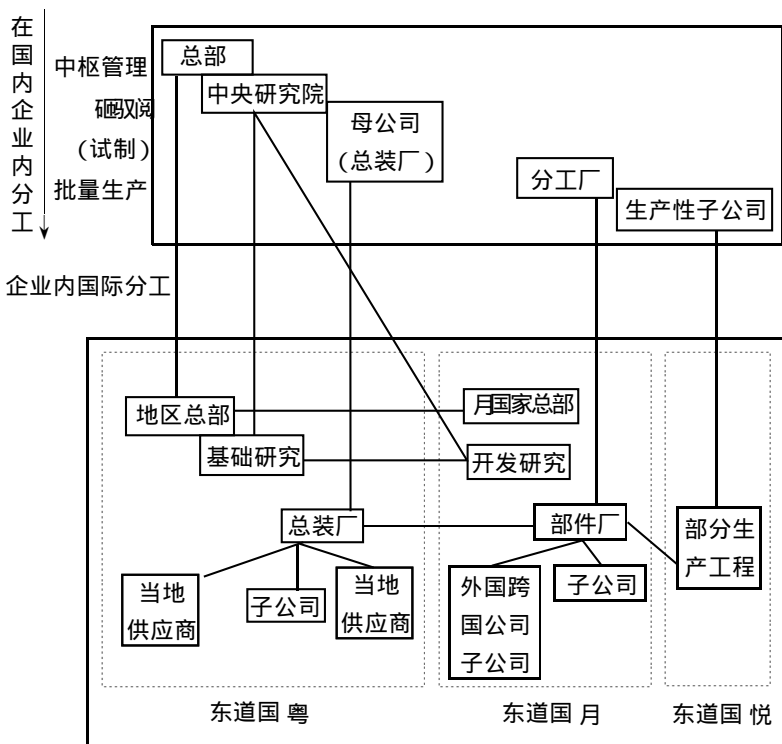 在国内企业内分工
中枢管理
(试制)
批量生产
总部
中央研究院
母公司
(总装厂)
分工厂
生产性子公司
企业内国际分工
地区总部
月国家总部
基础研究
开发研究
总装厂
部件厂
部分生
产工程
当地
供应商
子公司
当地
供应商
外国跨
国公司
子公司
子公司
东道国 粤
东道国 月
东道国 悦